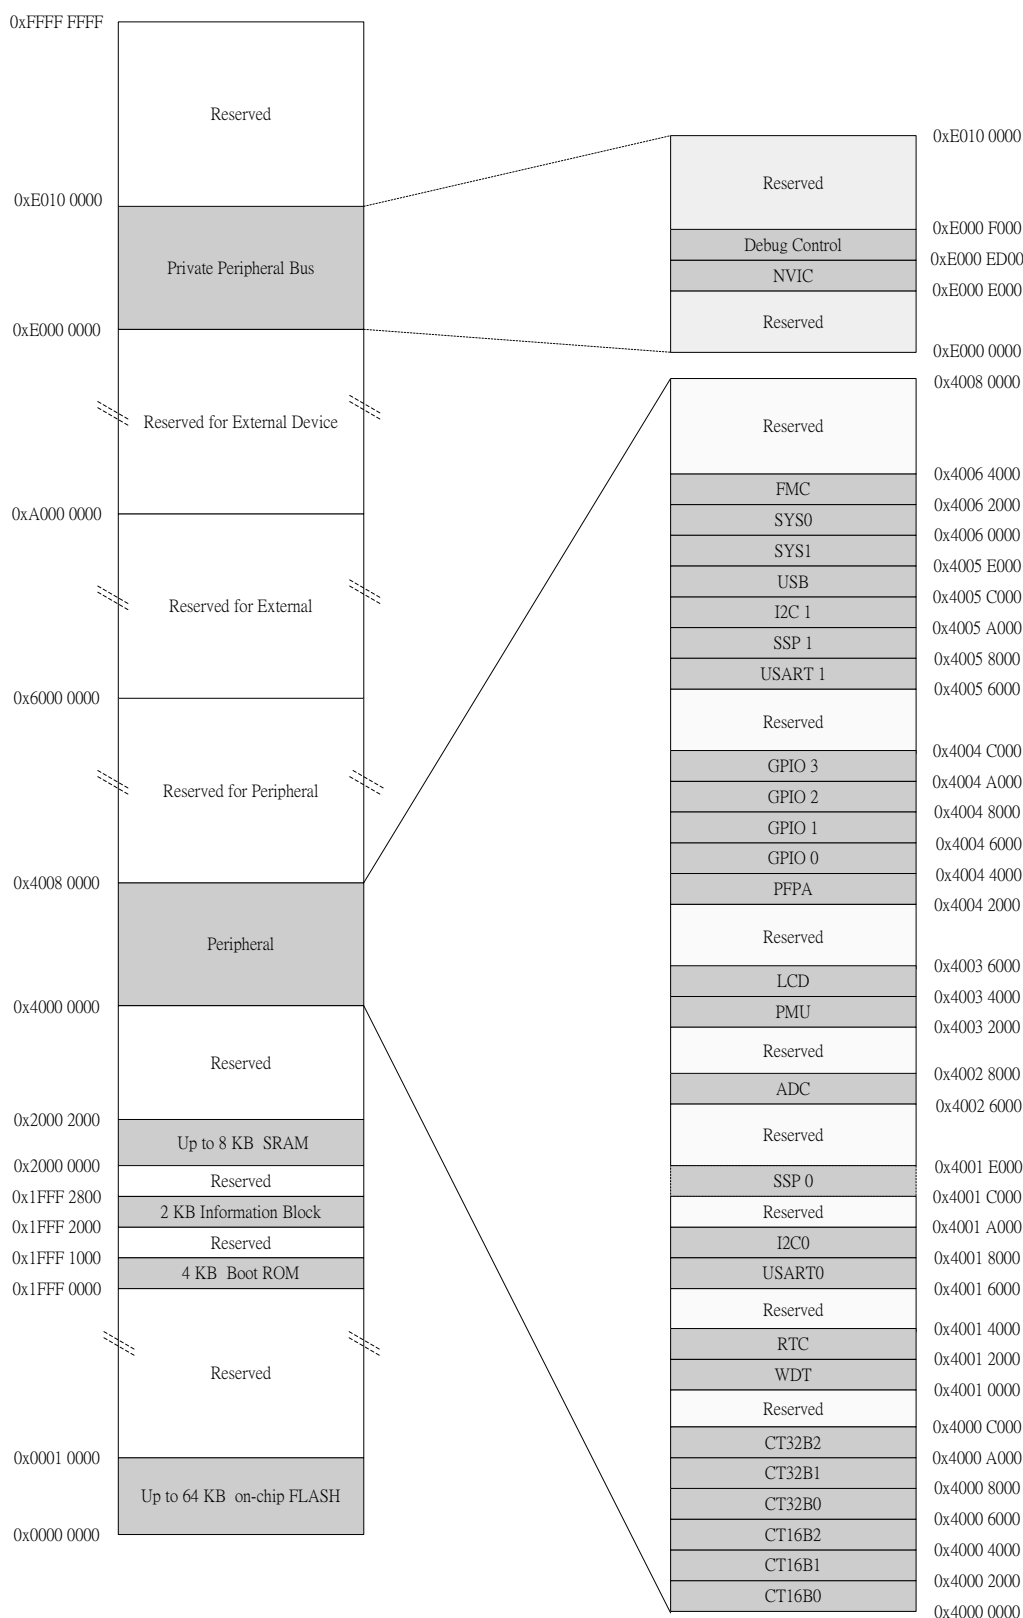 0xFFFF FFFF
Reserved
0xE010 0000
Private Peripheral Bus
0xE000 0000
Reserved for External Device
0xA000 0000
Reserved for External
0x6000 0000
Reserved for Peripheral
0x4008 0000
Peripheral
0x4000 0000
Reserved
0x2000 2000
Up to 8 KB SRAM
0x2000 0000
Reserved
0x1FFF 2800
2 KB Information Block
0x1FFF 2000
Reserved
0x1FFF 1000
4 KB Boot ROM
0x1FFF 0000
Reserved
0x0001 0000
Up to 64 KB on-chip FLASH
0x0000 0000
0xE010 0000
Reserved
0xE000 F000
Debug Control
0xE000 ED00
NVIC
0xE000 E000
Reserved
0xE000 0000
0x4008 0000
Reserved
0x4006 4000
FMC
0x4006 2000
SYS0
0x4006 0000
SYS1
0x4005 E000
USB
0x4005 C000
I2C 1
0x4005 A000
SSP 1
0x4005 8000
USART 1
0x4005 6000
Reserved
0x4004 C000
GPIO 3
0x4004 A000
GPIO 2
0x4004 8000
GPIO 1
0x4004 6000
GPIO 0
0x4004 4000
PFPA
0x4004 2000
Reserved
0x4003 6000
LCD
0x4003 4000
PMU
0x4003 2000
Reserved
0x4002 8000
ADC
0x4002 6000
Reserved
0x4001 E000
SSP 0
0x4001 C000
Reserved
0x4001 A000
I2C0
0x4001 8000
USART0
0x4001 6000
Reserved
0x4001 4000
RTC
0x4001 2000
WDT
0x4001 0000
Reserved
0x4000 C000
CT32B2
0x4000 A000
CT32B1
0x4000 8000
CT32B0
0x4000 6000
CT16B2
0x4000 4000
CT16B1
0x4000 2000
CT16B0
0x4000 0000